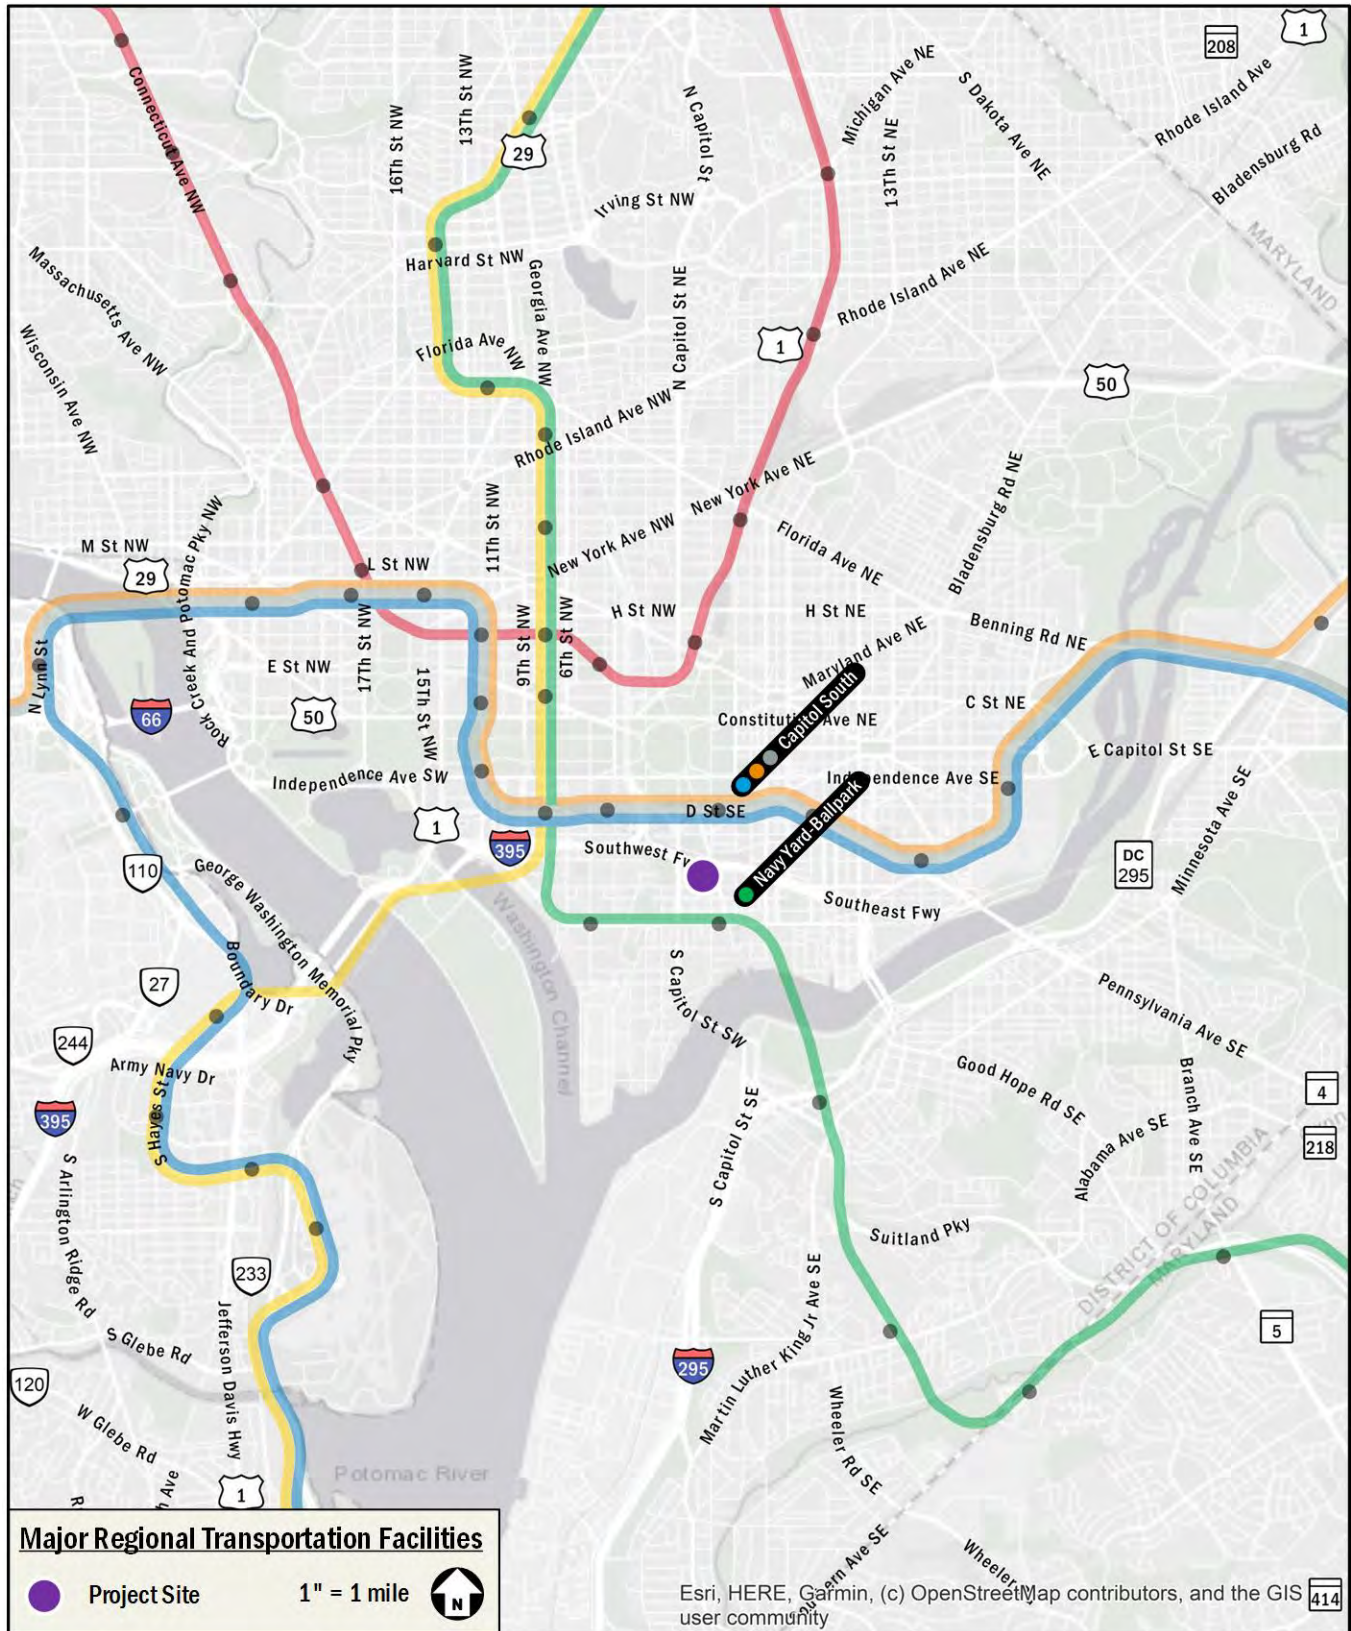 208
1
Rhode Island Ave
Michigan Ave NE
S Dakota Ave NE
Bladensburg Rd
Connecticut Ave NW
16Th St NW
13Th St NW
29
N Capitol St
13Th St NE
Irving St NW
MARYLAND
Massachusetts Ave NW
Harvard St NW
Georgia Ave NW
N Capitol St NE
Rhode Island Ave NE
Wisconsin Ave NW
Florida Ave NW
1
50
Rhode Island Ave NW
New York Ave NE
Bladensburg Rd NE
Rock Creek And Potomac Pky NW
11Th St NW
New York Ave NW
Florida Ave NE
M St NW
29
L St NW
H St NW
H St NE
Benning Rd NE
N Lynn St
E St NW
17Th St NW
15Th St NW
9Th St NW
6Th St NW
Maryland Ave NE
Capitol South
66
50
Constitution Ave NE
C St NE
E Capitol St SE
Independence Ave SW
Independence Ave SE
1
D St SE
Navy Yard-Ballpark
Minnesota Ave SE
395
Southwest Fw
110
George Washington Memorial Pky
DC
295
Southeast Fwy
Washington Channel
27
Boundary Dr
S Capitol St SW
Pennsylvania Ave SE
244
Army Navy Dr
Good Hope Rd SE
Branch Ave SE
4
395
S Hayes St
S Capitol St SE
Alabama Ave SE
218
S Arlington Ridge Rd
Suitland Pky
DISTRICT OF COLUMBIA
MARYLAND
233
Jefferson Davis Hwy
Martin Luther King Jr Ave SE
5
S Glebe Rd
295
120
W Glebe Rd
Wheeler Rd SE
Potomac River
1
Major Regional Transportation Facilities
Project Site
1" = 1 mile
N
Esri, HERE, Garmin, (c) OpenStreetMap contributors, and the GIS
user community
414